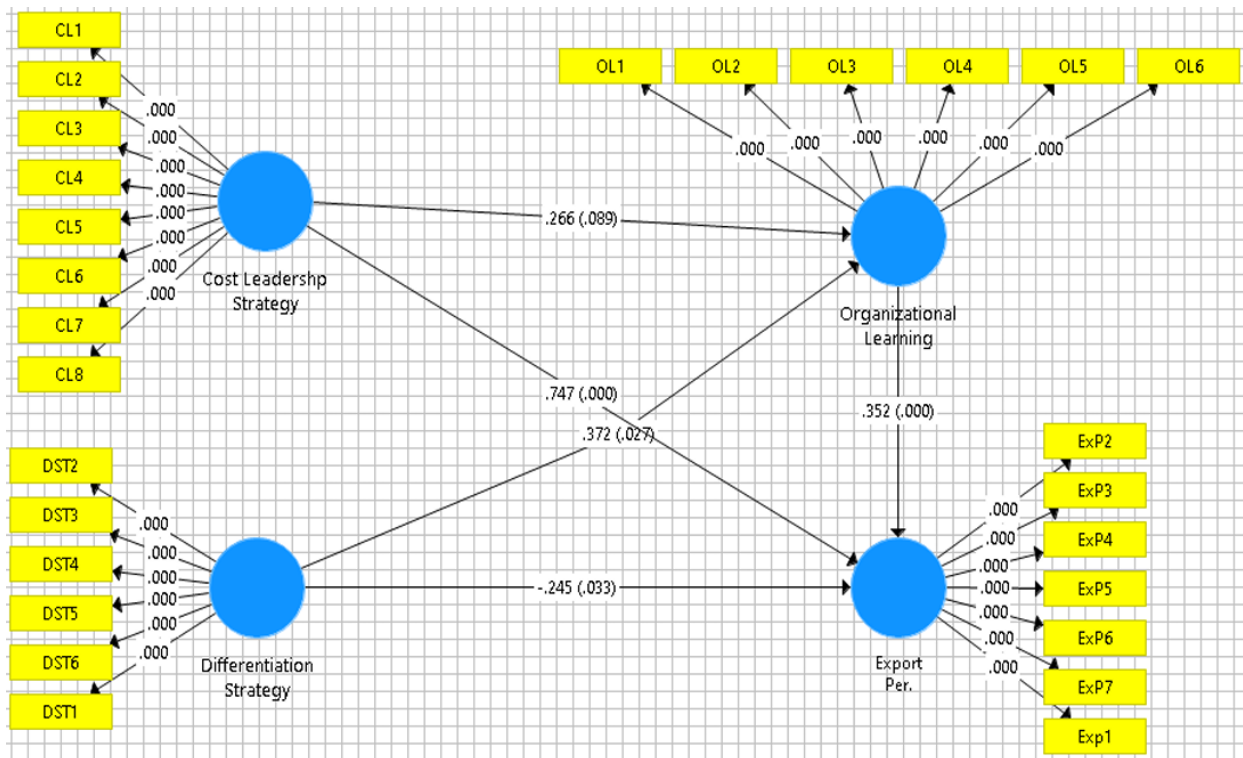 CL1
CL2
CL3
CL4
CL5
CL6
CL7
CL8
.000
.000
.000
.000
.000
.000
.000
.000
Cost Leadershp
Strategy
OL1
OL2
OL3
OL4
OL5
OL6
.000
.000
.000
.000
.000
.000
Organizational
Learning
.266 (.089)
.747 (.000)
.372 (.027)
.352 (.000)
-.245 (.033)
DST2
DST3
DST4
DST5
DST6
DST1
.000
.000
.000
.000
.000
.000
Differentiation
Strategy
ExP2
ExP3
ExP4
ExP5
ExP6
ExP7
Exp1
.000
.000
.000
.000
.000
.000
.000
Export
Per.